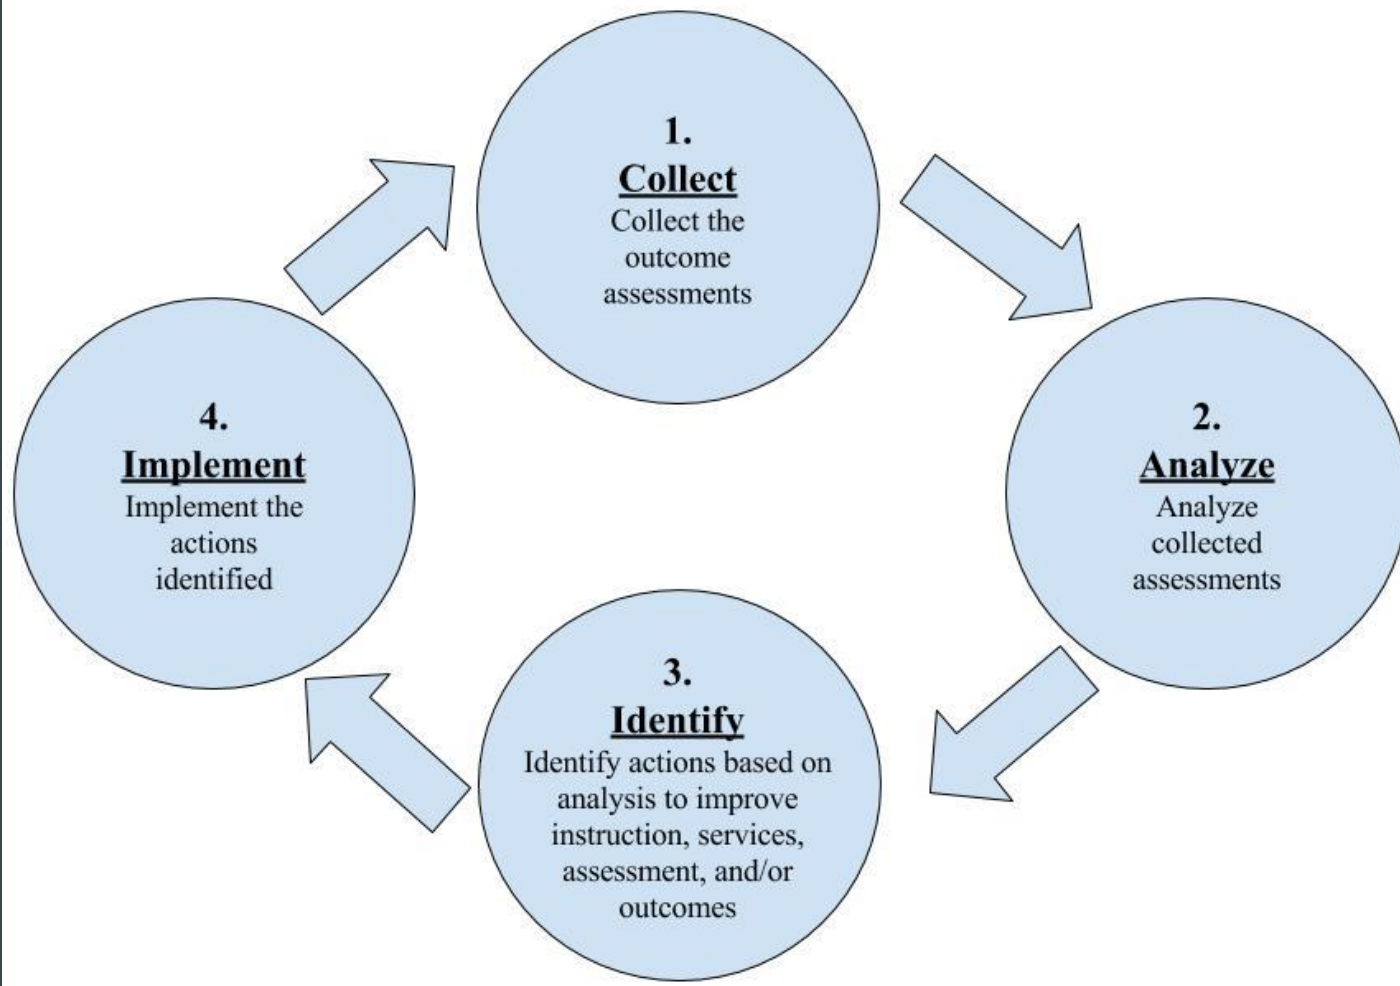 1.
Collect
Collect the
outcome
assessments
2.
Analyze
Analyze
collected
assessments
3.
Identify
Identify actions based on
analysis to improve
instruction, services,
assessment, and/or
outcomes
4.
Implement
Implement the
actions
identified